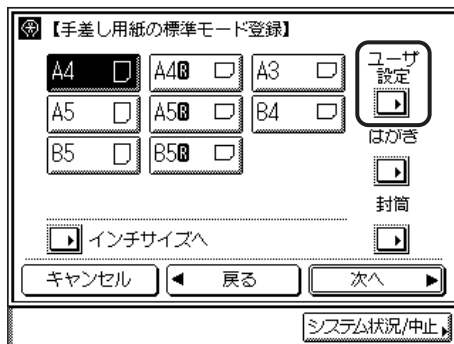 【手差し用紙の標準モード登録】
A4 A4R A3 ユーザ設定
A5 A5R B4 はがき
B5 B5R 封筒
インチサイズへ
キャンセル 戻る 次へ
システム状況/中止